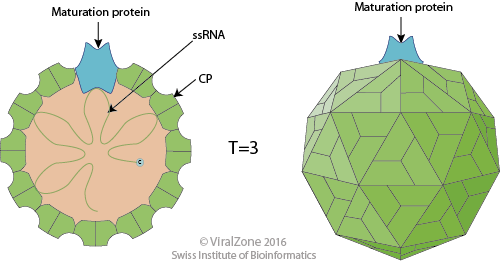 Maturation protein
Maturation protein
ssRNA
CP
T=3
c
© ViralZone 2016
Swiss Institute of Bioinformatics